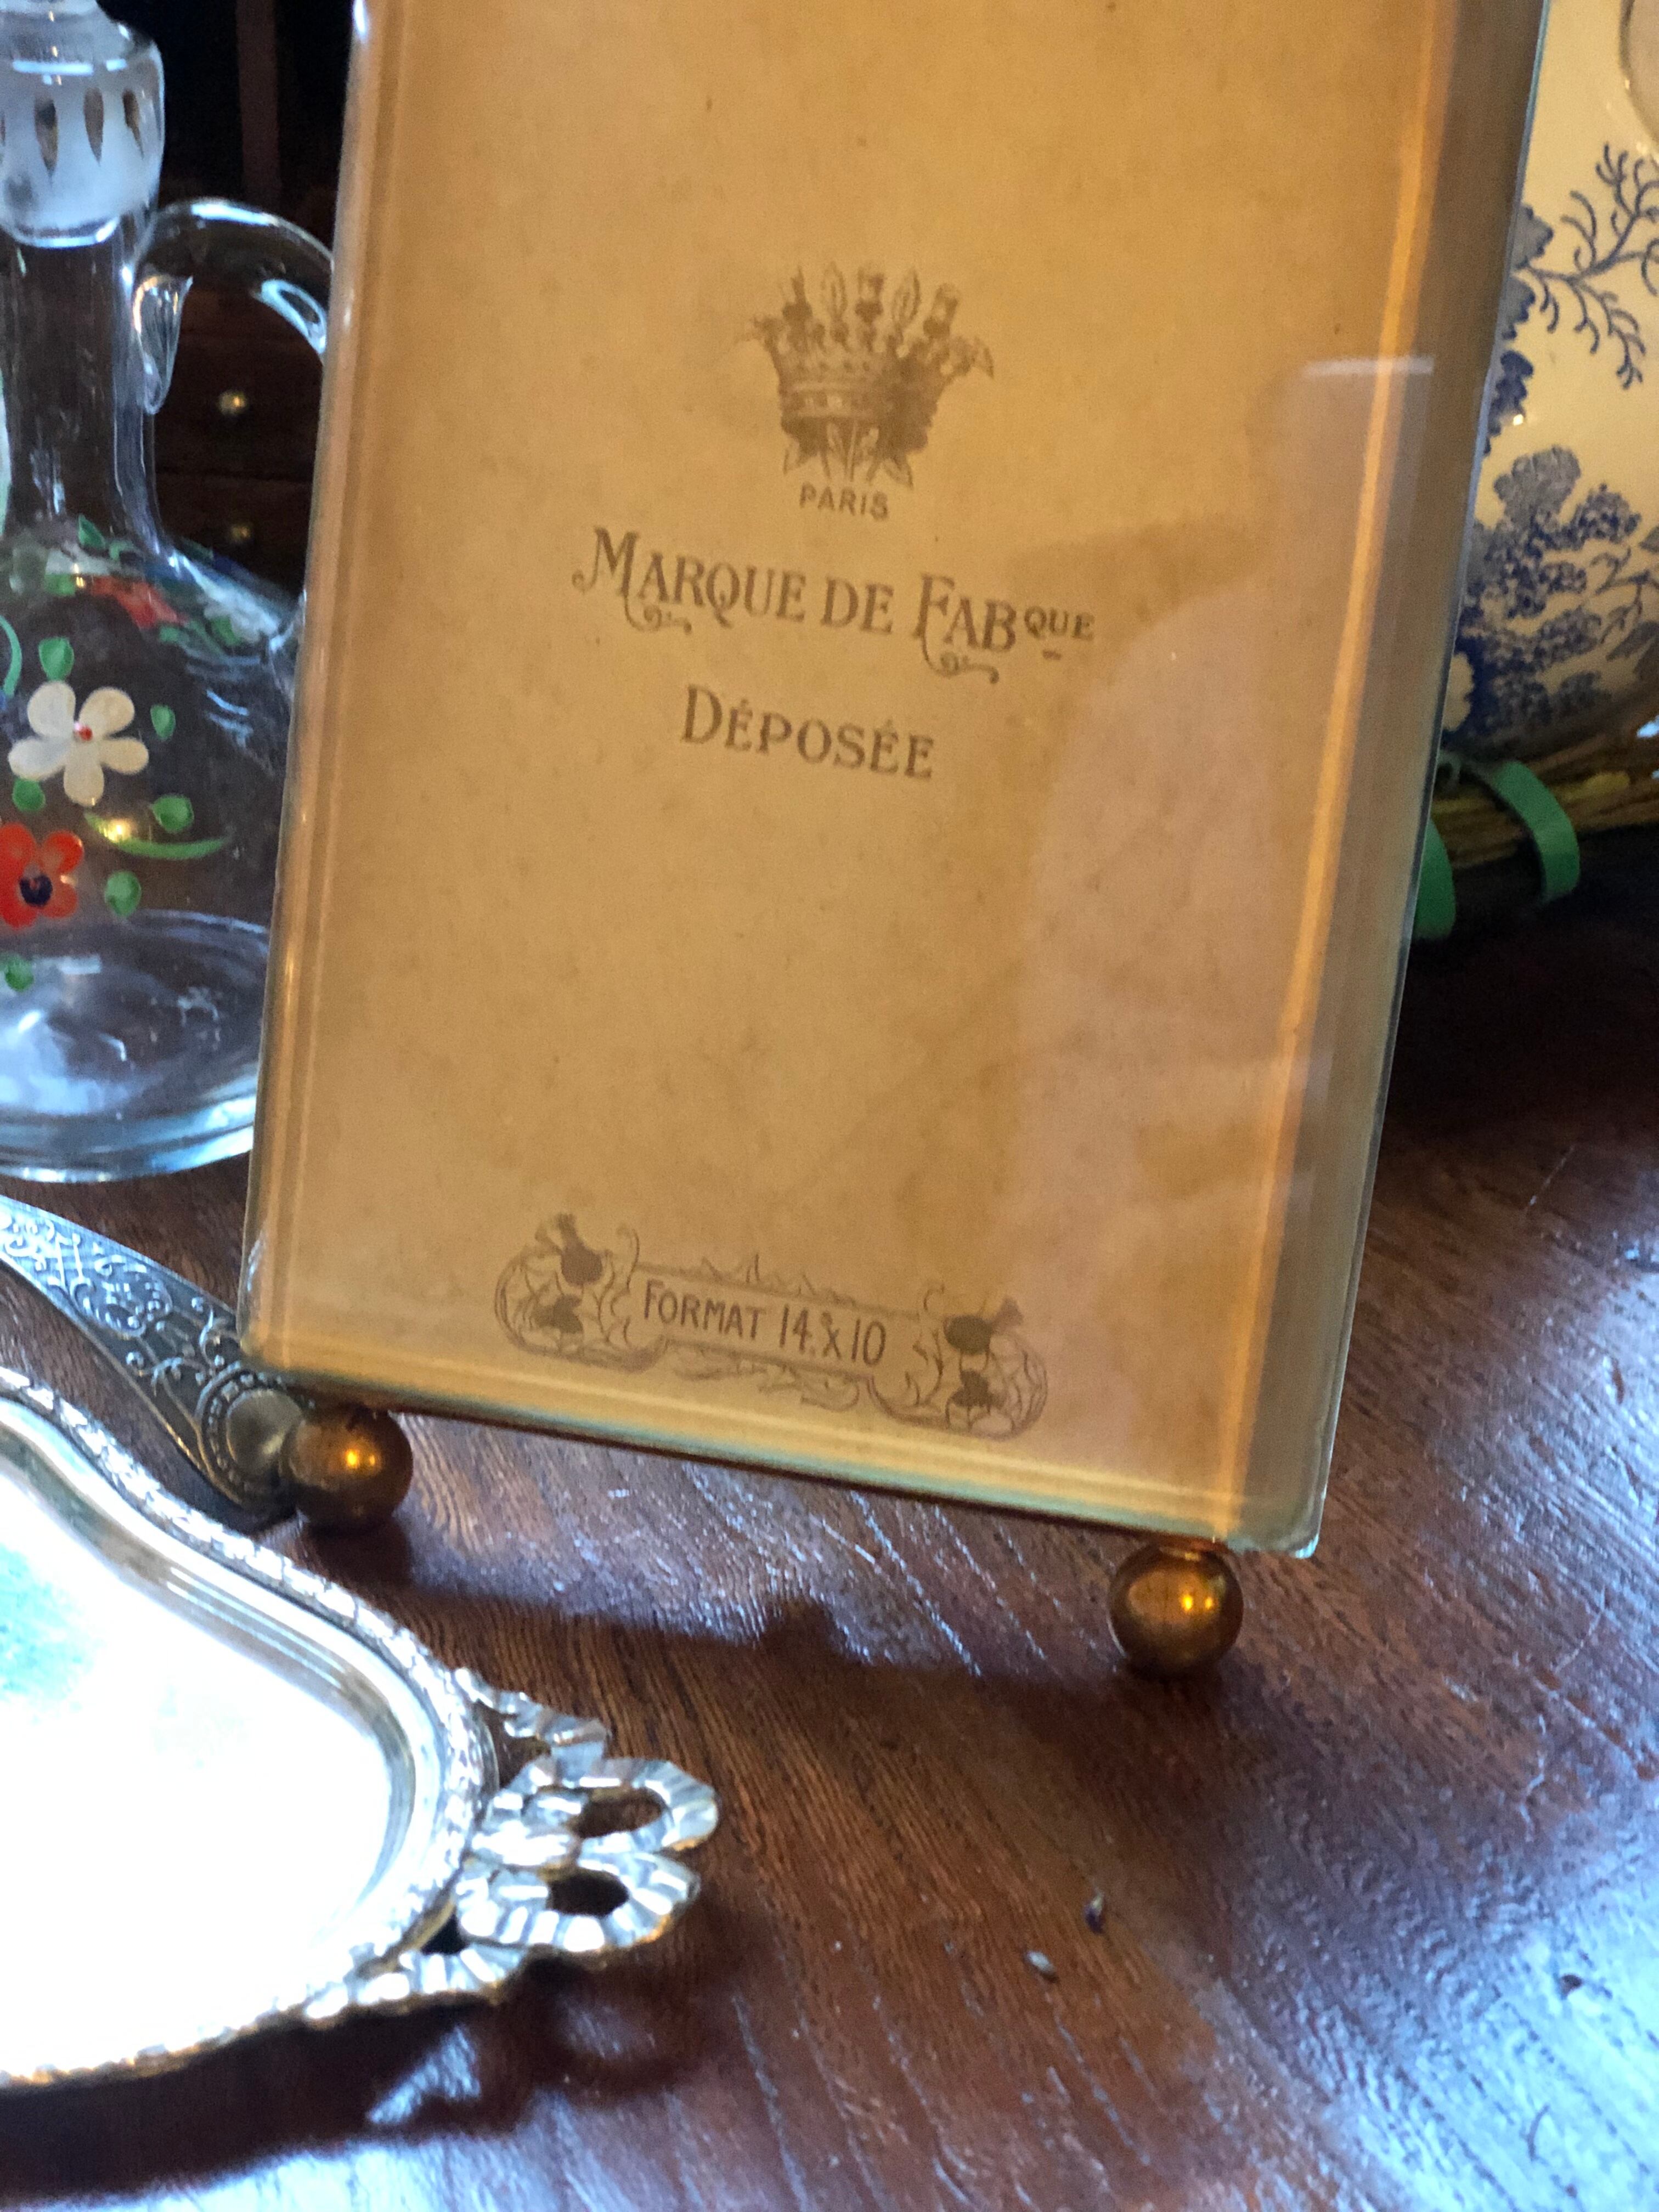 PARIS
MARQUE DE FABQUE
DÉPOSÉE
FORMAT 14 X 10